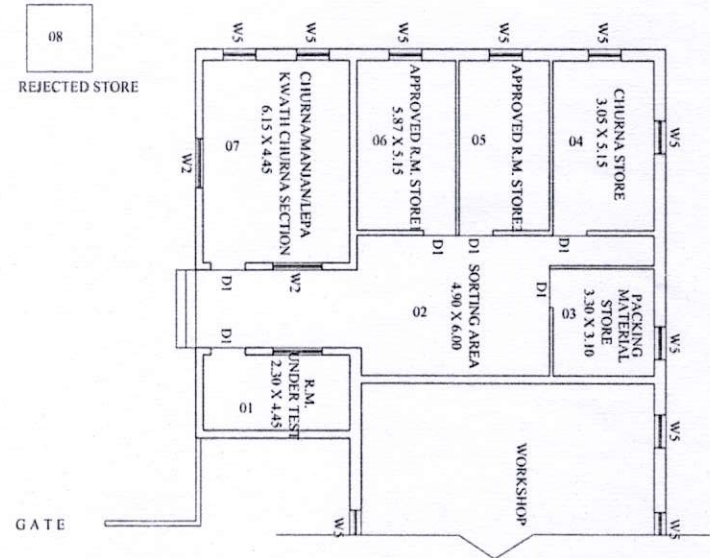 08
REJECTED STORE
W5
W5
W5
W5
W5
CHURNA/MANJAN/LEPA
KWATH CHURNA SECTION
6.15 X 4.45
07
W2
APPROVED R.M. STORE1
5.87 X 5.15
06
APPROVED R.M. STORE2
05
CHURNA STORE
3.05 X 5.15
04
W5
D1
D1
D1
D1
W2
D1
D1
SORTING AREA
4.90 X 6.00
02
PACKING
MATERIAL
STORE
3.30 X 3.10
03
W5
R.M.
UNDER TEST
2.30 X 4.45
01
W5
WORKSHOP
GATE
W5
W5